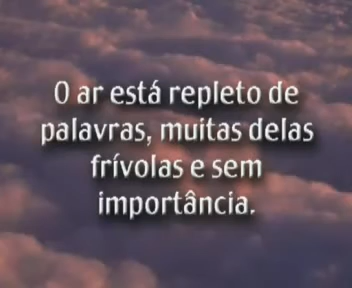 O ar está repleto de
palavras, muitas delas
frívolas e sem
importância.